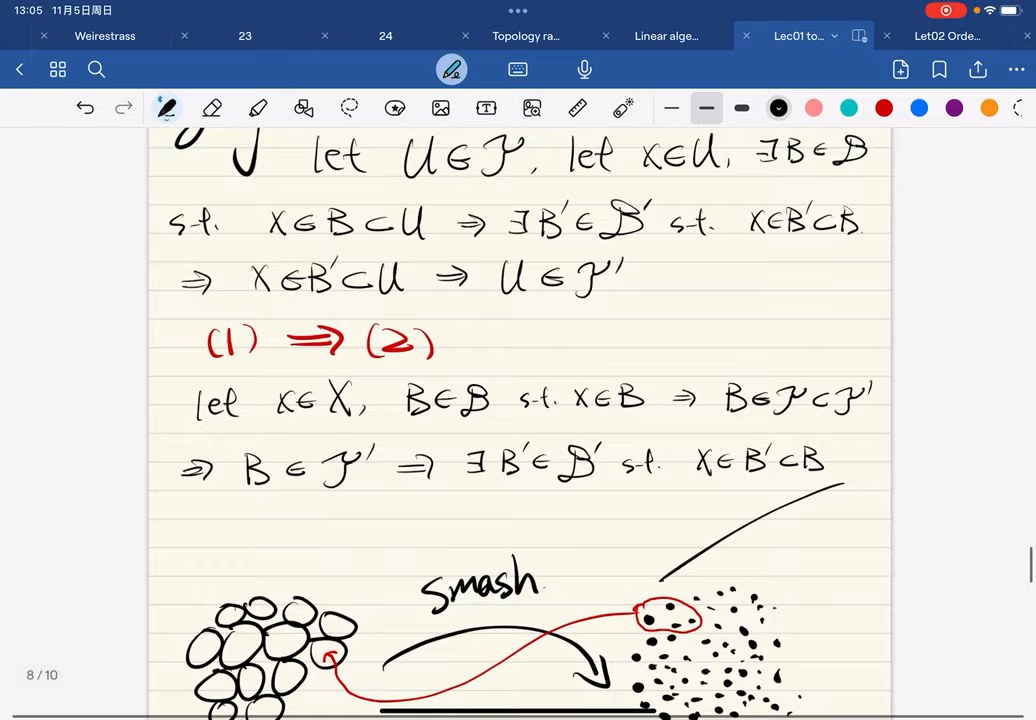 13:05 11月5日周日
Weirestrass 23 24 Topology ra... Linear alge... Lec01 to... Let02 Orde...
let U ∈ 𝒯, let x ∈ U, ∃B ∈ ℬ
s.t. x ∈ B ⊂ U ⇒ ∃B' ∈ ℬ' s.t. x ∈ B' ⊂ B.
⇒ x ∈ B' ⊂ U ⇒ U ∈ 𝒯'
(1) ⇒ (2)
let x ∈ X, B ∈ ℬ s.t. x ∈ B ⇒ B ∈ 𝒯 ⊂ 𝒯'
⇒ B ∈ 𝒯' ⇒ ∃B' ∈ ℬ' s.t. x ∈ B' ⊂ B
smash
8 / 10